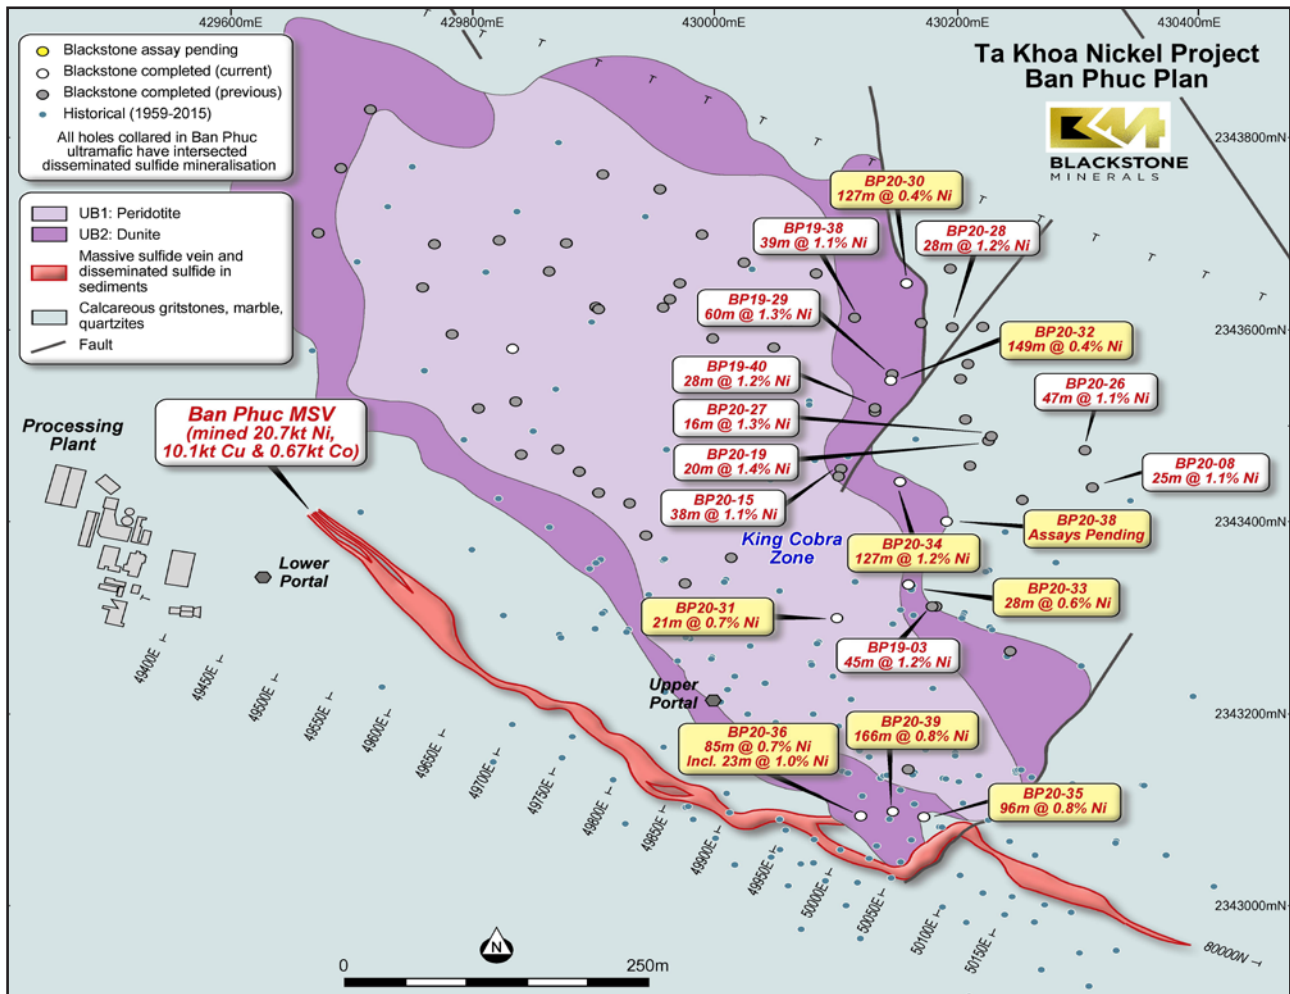 429600mE
429800mE
430000mE
430200mE
430400mE
Blackstone assay pending
Blackstone completed (current)
Blackstone completed (previous)
Historical (1959-2015)
All holes collared in Ban Phuc
ultramafic have intersected
disseminated sulfide mineralisation
UB1: Peridotite
UB2: Dunite
Massive sulfide vein and
disseminated sulfide in
sediments
Calcareous gritstones, marble,
quartzites
Fault
Ta Khoa Nickel Project
Ban Phuc Plan
BLACKSTONE
MINERALS
2343800mN
2343600mN
2343400mN
2343200mN
2343000mN
BP20-30
127m @ 0.4% Ni
BP19-38
39m @ 1.1% Ni
BP20-28
28m @ 1.2% Ni
BP19-29
60m @ 1.3% Ni
BP20-32
149m @ 0.4% Ni
BP19-40
28m @ 1.2% Ni
BP20-26
47m @ 1.1% Ni
BP20-27
16m @ 1.3% Ni
BP20-19
20m @ 1.4% Ni
BP20-08
25m @ 1.1% Ni
BP20-15
38m @ 1.1% Ni
BP20-38
Assays Pending
King Cobra
Zone
BP20-34
127m @ 1.2% Ni
BP20-33
28m @ 0.6% Ni
BP20-31
21m @ 0.7% Ni
BP19-03
45m @ 1.2% Ni
BP20-36
85m @ 0.7% Ni
Incl. 23m @ 1.0% Ni
BP20-39
166m @ 0.8% Ni
BP20-35
96m @ 0.8% Ni
Ban Phuc MSV
(mined 20.7kt Ni,
10.1kt Cu & 0.67kt Co)
Processing
Plant
Lower
Portal
Upper
Portal
49400E
49450E
49500E
49550E
49600E
49650E
49700E
49750E
49800E
49850E
49900E
49950E
50000E
50050E
50100E
50150E
80000N
N
0
250m